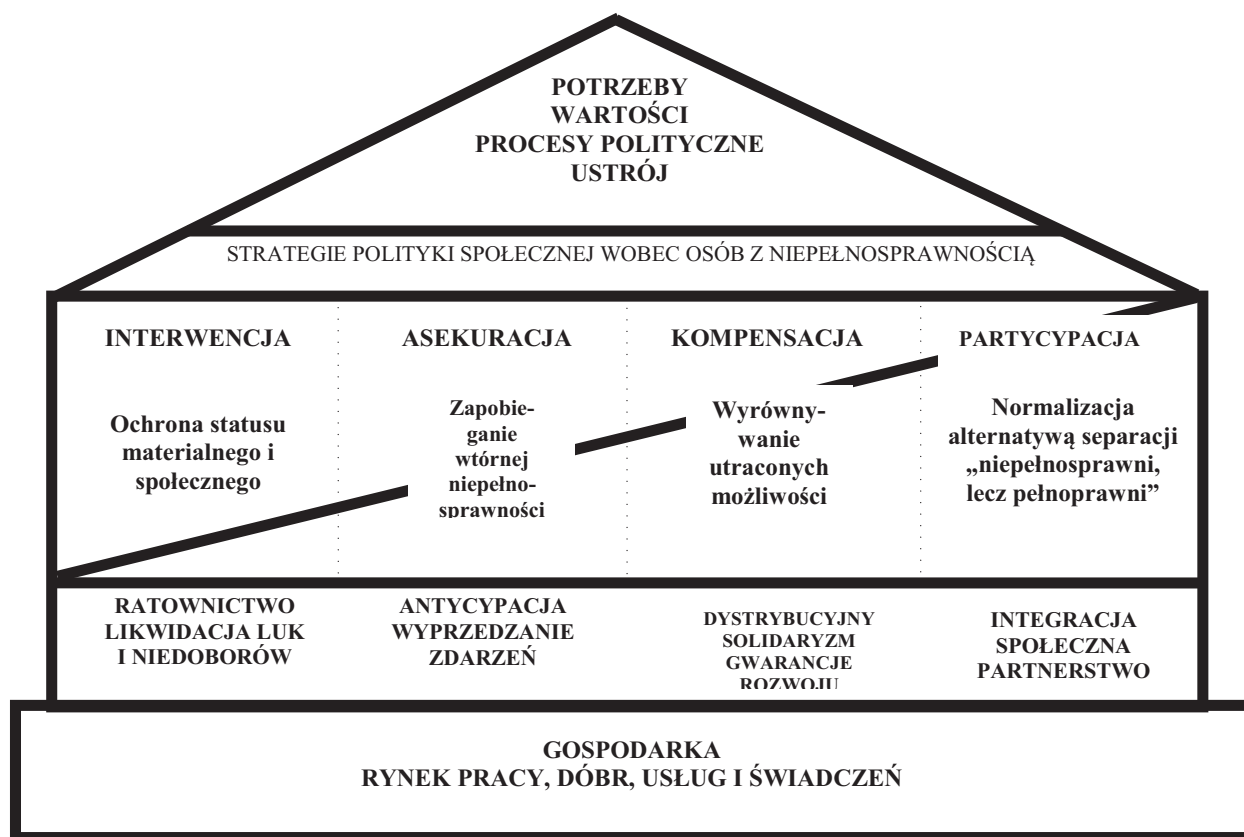 POTRZEBY
WARTOŚCI
PROCESY POLITYCZNE
USTRÓJ
STRATEGIE POLITYKI SPOŁECZNEJ WOBEC OSÓB Z NIEPEŁNOSPRAWNOŚCIĄ
INTERWENCJA
Ochrona statusu
materialnego i
społecznego
ASEKURACJA
Zapobie-
ganie
wtórnej
niepełno-
sprawności
KOMPENSACJA
Wyrówny-
wanie
utraconych
możliwości
PARTYCYPACJA
Normalizacja
alternatywą separacji
„niepełnosprawni,
lecz pełnoprawni”
RATOWNICTWO
LIKWIDACJA LUK
I NIEDOBORÓW
ANTYCYPACJA
WYPRZEDZANIE
ZDARZEŃ
DYSTRYBUCYJNY
SOLIDARYZM
GWARANCJE
ROZWOJU
INTEGRACJA
SPOŁECZNA
PARTNERSTWO
GOSPODARKA
RYNEK PRACY, DÓBR, USŁUG I ŚWIADCZEŃ